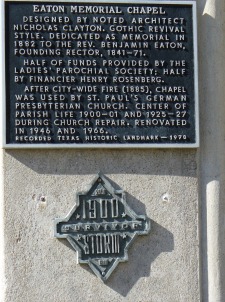 EATON MEMORIAL CHAPEL
DESIGNED BY NOTED ARCHITECT
NICHOLAS CLAYTON. GOTHIC REVIVAL
STYLE. DEDICATED AS MEMORIAL IN
1882 TO THE REV. BENJAMIN EATON,
FOUNDING RECTOR, 1841-71.
HALF OF FUNDS PROVIDED BY THE
LADIES' PAROCHIAL SOCIETY; HALF
BY FINANCIER HENRY ROSENBERG.
AFTER CITY-WIDE FIRE (1885), CHAPEL
WAS USED BY ST. PAUL'S GERMAN
PRESBYTERIAN CHURCH. CENTER OF
PARISH LIFE 1900-01 AND 1925-27
DURING CHURCH REPAIR. RENOVATED
IN 1946 AND 1966.
RECORDED TEXAS HISTORIC LANDMARK-1970
1900
SURVIVOR
STORM